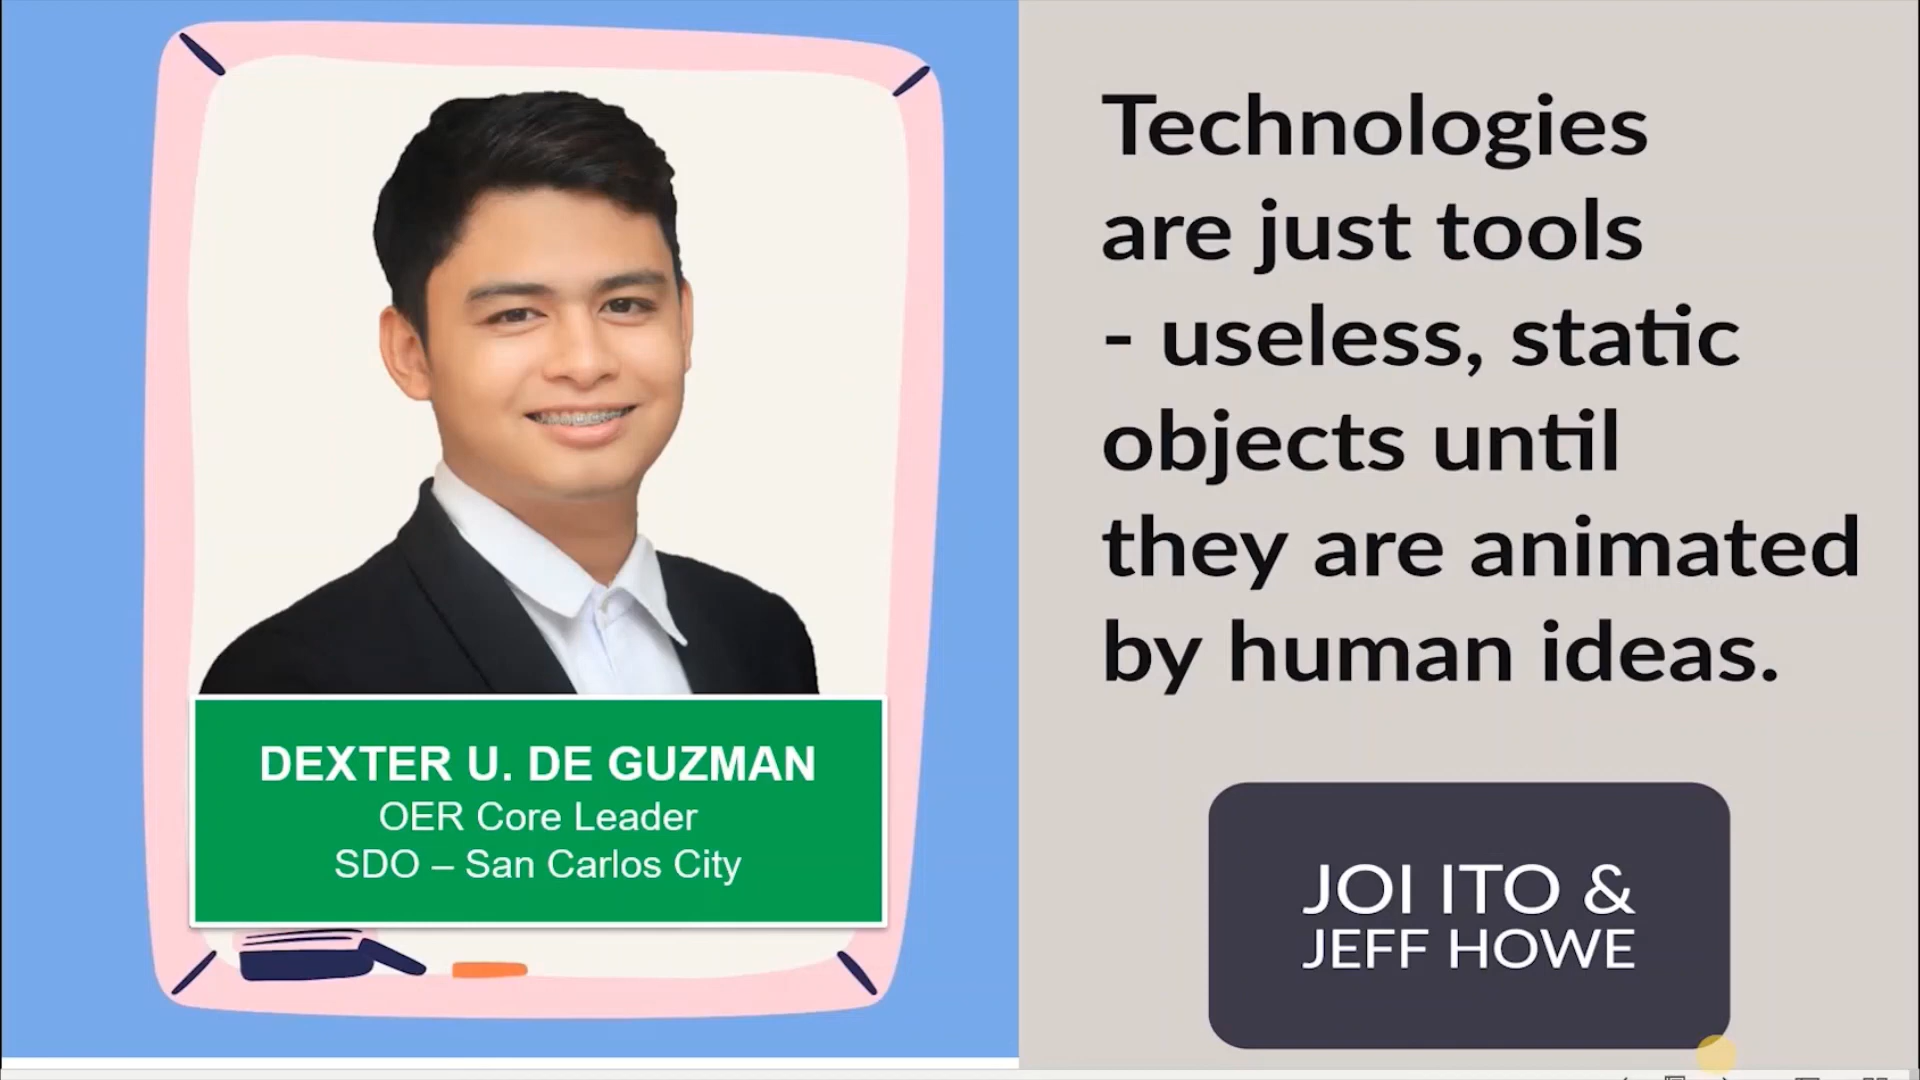 DEXTER U. DE GUZMAN
OER Core Leader
SDO – San Carlos City
Technologies
are just tools
- useless, static
objects until
they are animated
by human ideas.
JOI ITO &
JEFF HOWE